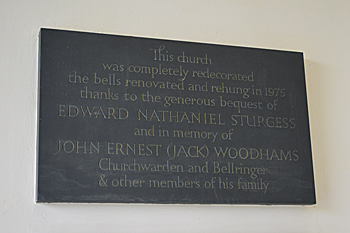 This church
was completely redecorated
the bells renovated and rehung in 1975
thanks to the generous bequest of
EDWARD NATHANIEL STURGESS
and in memory of
JOHN ERNEST (JACK) WOODHAMS
Churchwarden and Bellringer
& other members of his family